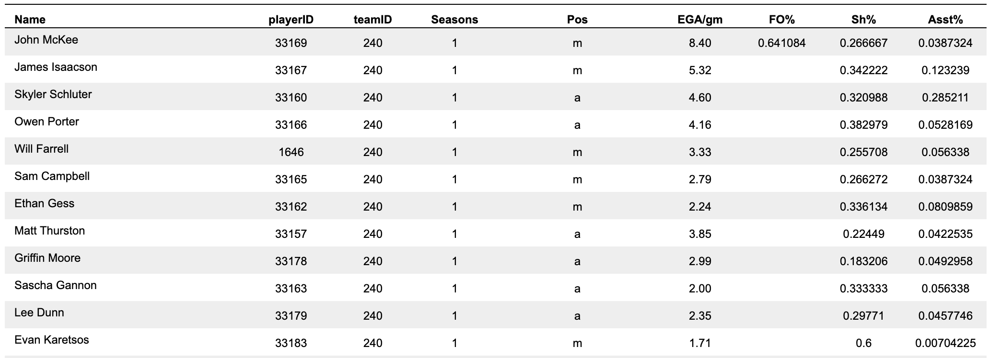 Name playerID teamID Seasons Pos EGA/gm FO% Sh% Asst%
John McKee 33169 240 1 m 8.40 0.641084 0.266667 0.0387324
James Isaacson 33167 240 1 m 5.32 0.342222 0.123239
Skyler Schluter 33160 240 1 a 4.60 0.320988 0.285211
Owen Porter 33166 240 1 a 4.16 0.382979 0.0528169
Will Farrell 1646 240 1 m 3.33 0.255708 0.056338
Sam Campbell 33165 240 1 m 2.79 0.266272 0.0387324
Ethan Gess 33162 240 1 m 2.24 0.336134 0.0809859
Matt Thurston 33157 240 1 a 3.85 0.22449 0.0422535
Griffin Moore 33178 240 1 a 2.99 0.183206 0.0492958
Sascha Gannon 33163 240 1 a 2.00 0.333333 0.056338
Lee Dunn 33179 240 1 a 2.35 0.29771 0.0457746
Evan Karetsos 33183 240 1 m 1.71 0.6 0.00704225